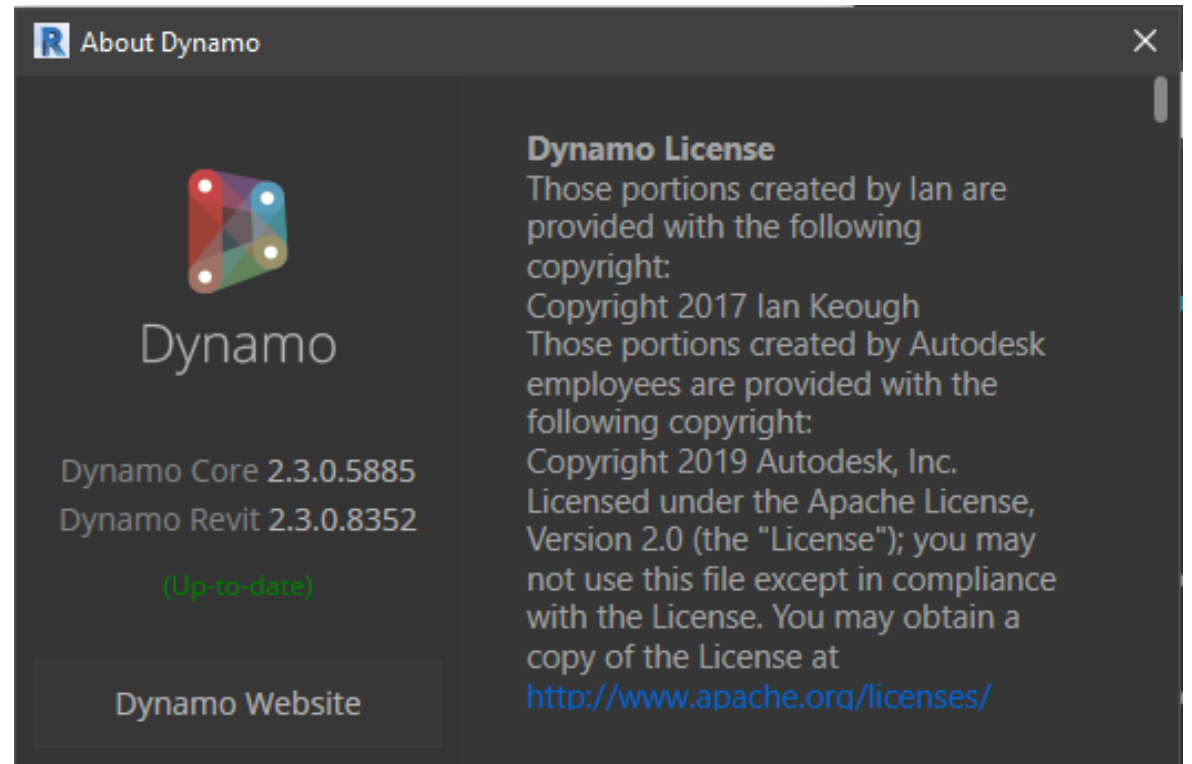 About Dynamo
Dynamo
Dynamo Core 2.3.0.5885
Dynamo Revit 2.3.0.8352
(Up-to-date)
Dynamo Website
Dynamo License
Those portions created by Ian are
provided with the following
copyright:
Copyright 2017 Ian Keough
Those portions created by Autodesk
employees are provided with the
following copyright:
Copyright 2019 Autodesk, Inc.
Licensed under the Apache License,
Version 2.0 (the "License"); you may
not use this file except in compliance
with the License. You may obtain a
copy of the License at
http://www.apache.org/licenses/